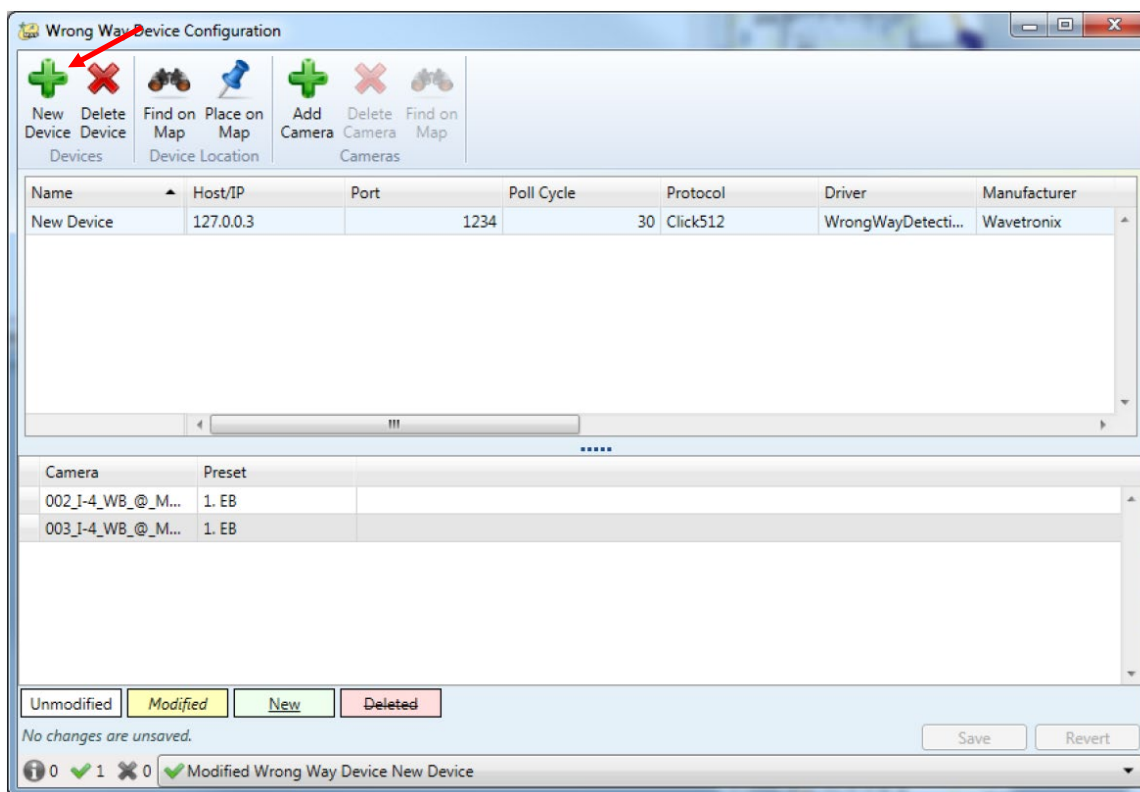 Wrong Way Device Configuration
New Device
Delete Device
Find on Map
Place on Map
Add Camera
Delete Camera
Find on Map
Devices
Device Location
Cameras
Name Host/IP Port Poll Cycle Protocol Driver Manufacturer
New Device 127.0.0.3 1234 30 Click512 WrongWayDetecti... Wavetronix
Camera Preset
002_I-4_WB_@_M... 1. EB
003_I-4_WB_@_M... 1. EB
Unmodified Modified New Deleted
No changes are unsaved.
Save Revert
0 1 0 Modified Wrong Way Device New Device